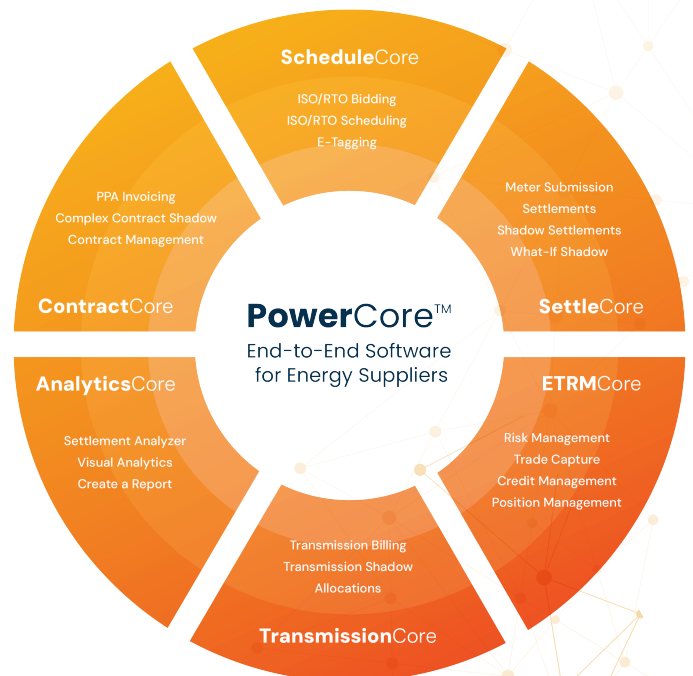 ScheduleCore
ISO/RTO Bidding
ISO/RTO Scheduling
E-Tagging
Meter Submission
Settlements
Shadow Settlements
What-If Shadow
SettleCore
ETRMCore
Risk Management
Trade Capture
Credit Management
Position Management
Transmission Billing
Transmission Shadow
Allocations
TransmissionCore
AnalyticsCore
Settlement Analyzer
Visual Analytics
Create a Report
PPA Invoicing
Complex Contract Shadow
Contract Management
ContractCore
PowerCore™
End-to-End Software
for Energy Suppliers